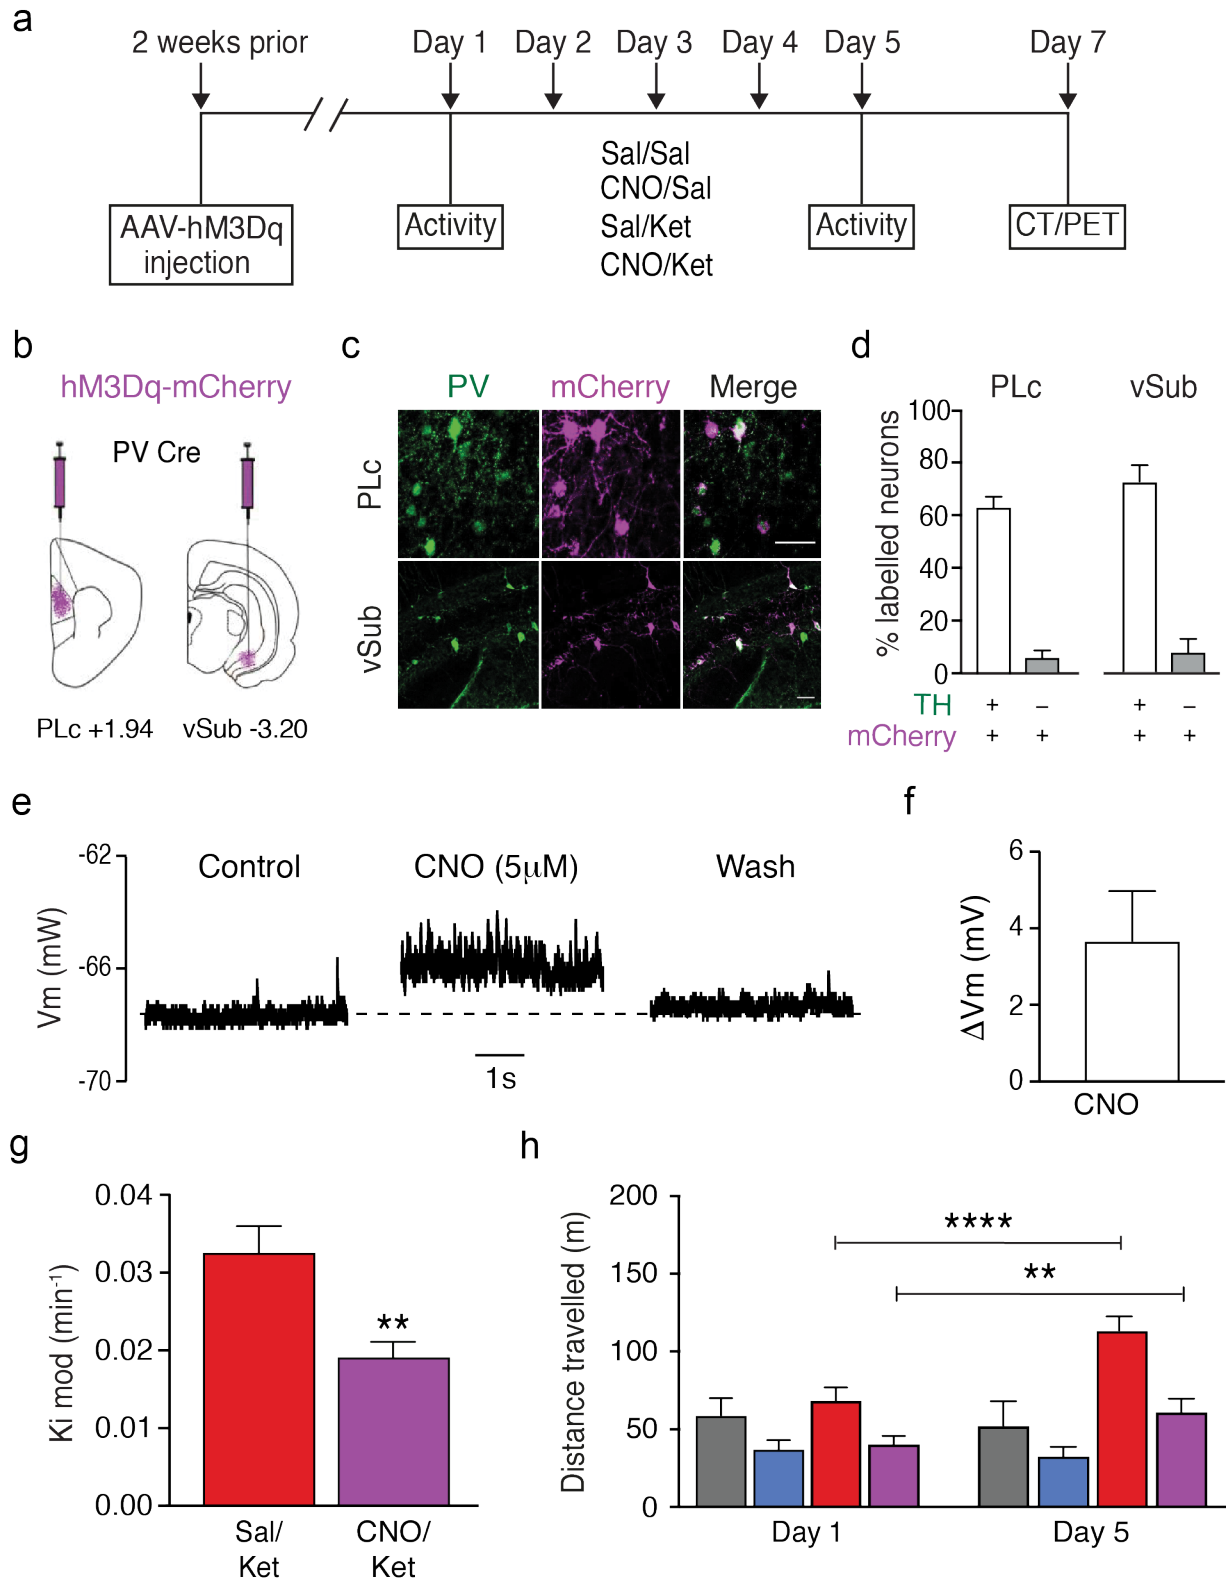 a
2 weeks prior Day 1 Day 2 Day 3 Day 4 Day 5 Day 7
Sal/Sal
CNO/Sal
Sal/Ket
CNO/Ket
AAV-hM3Dq
injection
Activity
Activity
CT/PET
b
hM3Dq-mCherry
PV Cre
PLc +1.94 vSub -3.20
c
PV mCherry Merge
PLc
vSub
d
PLc vSub
% labelled neurons
100
80
60
40
20
0
TH + – + –
mCherry + + + +
e
Vm (mW)
-62
-66
-70
Control CNO (5µM) Wash
1s
f
ΔVm (mV)
6
4
2
0
CNO
g
Ki mod (min-1)
0.04
0.03
0.02
0.01
0.00
**
Sal/
Ket
CNO/
Ket
h
Distance travelled (m)
200
150
100
50
0
****
**
Day 1 Day 5